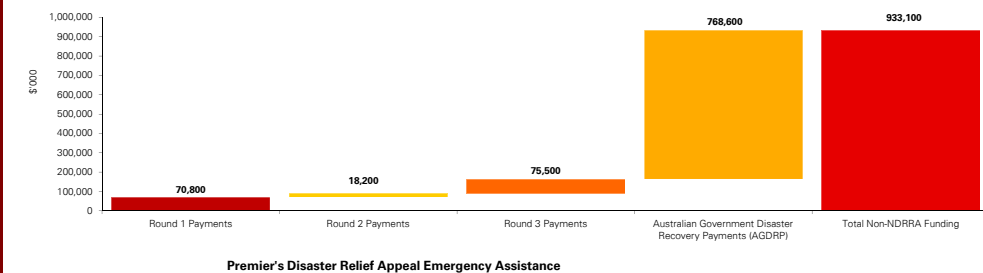 1,000,000
900,000
800,000
700,000
600,000
500,000
400,000
300,000
200,000
100,000
0
$'000
70,800
18,200
75,500
768,600
933,100
Round 1 Payments
Round 2 Payments
Round 3 Payments
Australian Government Disaster
Recovery Payments (AGDRP)
Total Non-NDRRA Funding
Premier's Disaster Relief Appeal Emergency Assistance